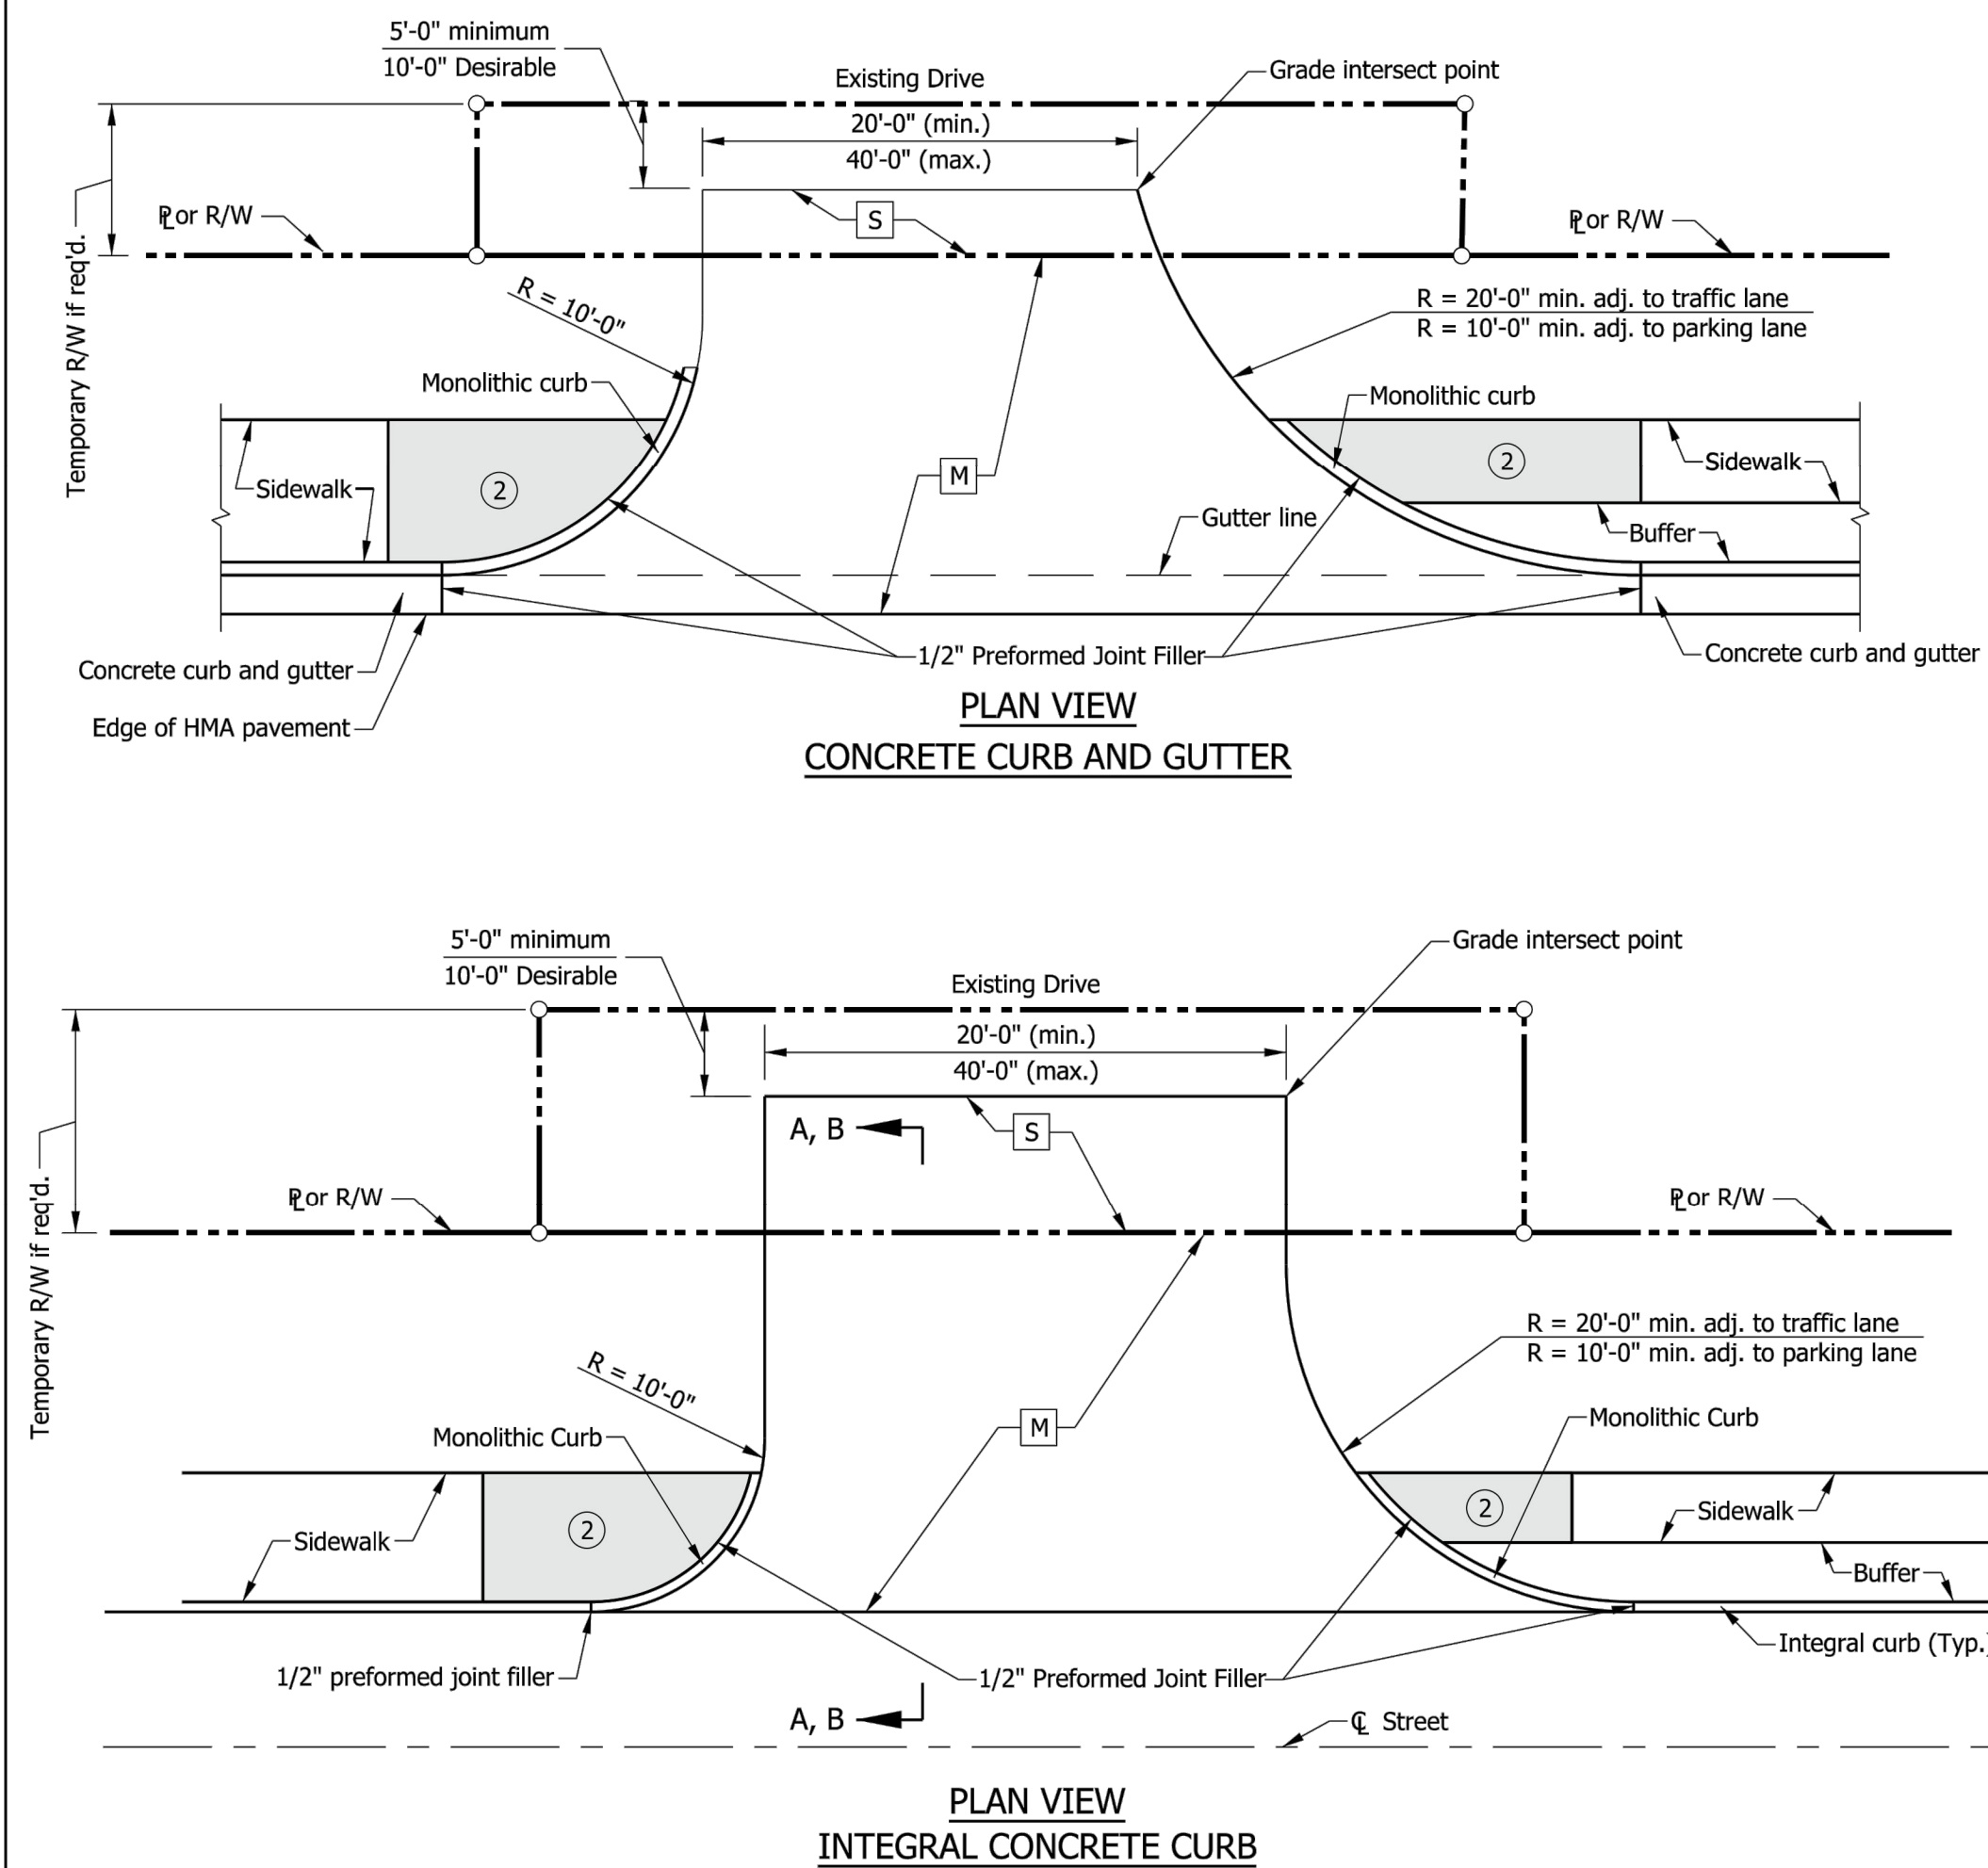 5'-0" minimum
10'-0" Desirable
Existing Drive
Grade intersect point
20'-0" (min.)
40'-0" (max.)
Temporary R/W if req'd.
PL or R/W
S
PL or R/W
R = 10'-0"
R = 20'-0" min. adj. to traffic lane
R = 10'-0" min. adj. to parking lane
Monolithic curb
Monolithic curb
Sidewalk
2
M
2
Sidewalk
Gutter line
Buffer
1/2" Preformed Joint Filler
Concrete curb and gutter
Concrete curb and gutter
Edge of HMA pavement
PLAN VIEW
CONCRETE CURB AND GUTTER
5'-0" minimum
10'-0" Desirable
Existing Drive
Grade intersect point
20'-0" (min.)
40'-0" (max.)
A, B
S
Temporary R/W if req'd.
PL or R/W
PL or R/W
R = 10'-0"
R = 20'-0" min. adj. to traffic lane
R = 10'-0" min. adj. to parking lane
Monolithic Curb
M
Monolithic Curb
Sidewalk
2
2
Sidewalk
Buffer
1/2" preformed joint filler
1/2" Preformed Joint Filler
Integral curb (Typ.)
A, B
CL Street
PLAN VIEW
INTEGRAL CONCRETE CURB